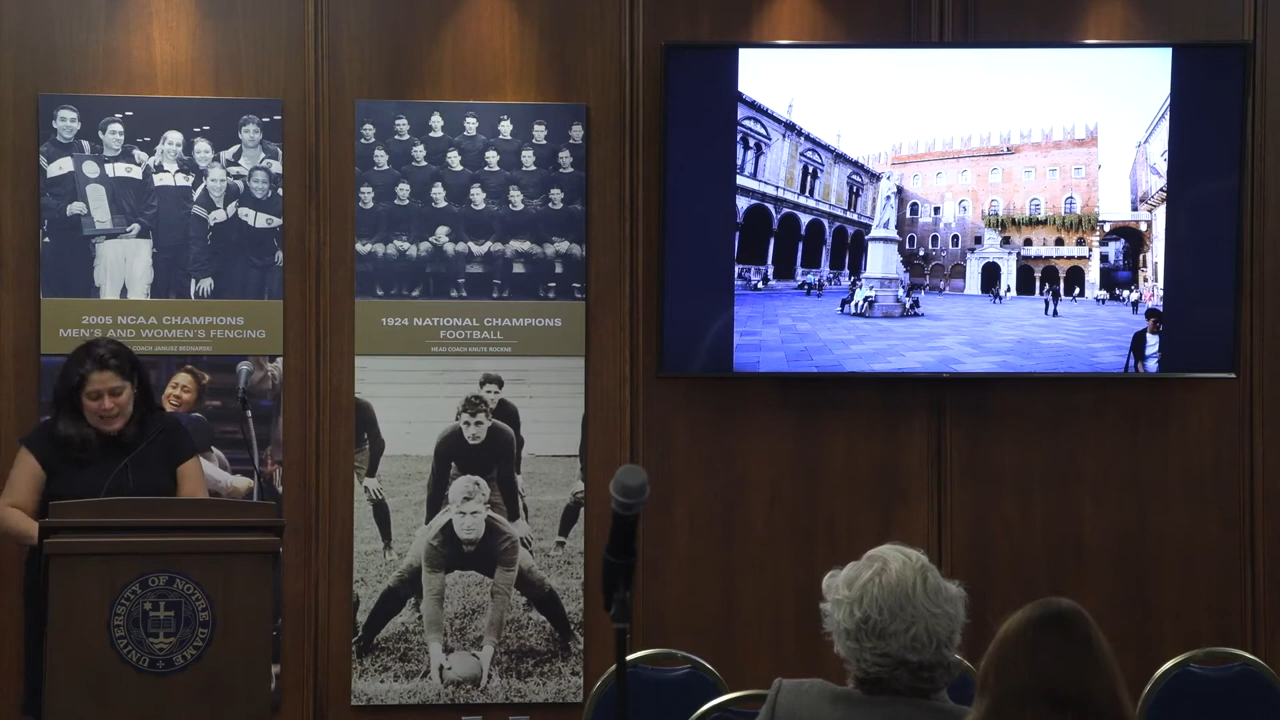 2005 NCAA CHAMPIONS
MEN'S AND WOMEN'S FENCING
COACH JANUSZ BEDNARSKI
1924 NATIONAL CHAMPIONS
FOOTBALL
HEAD COACH KNUTE ROCKNE
UNIVERSITY OF NOTRE DAME